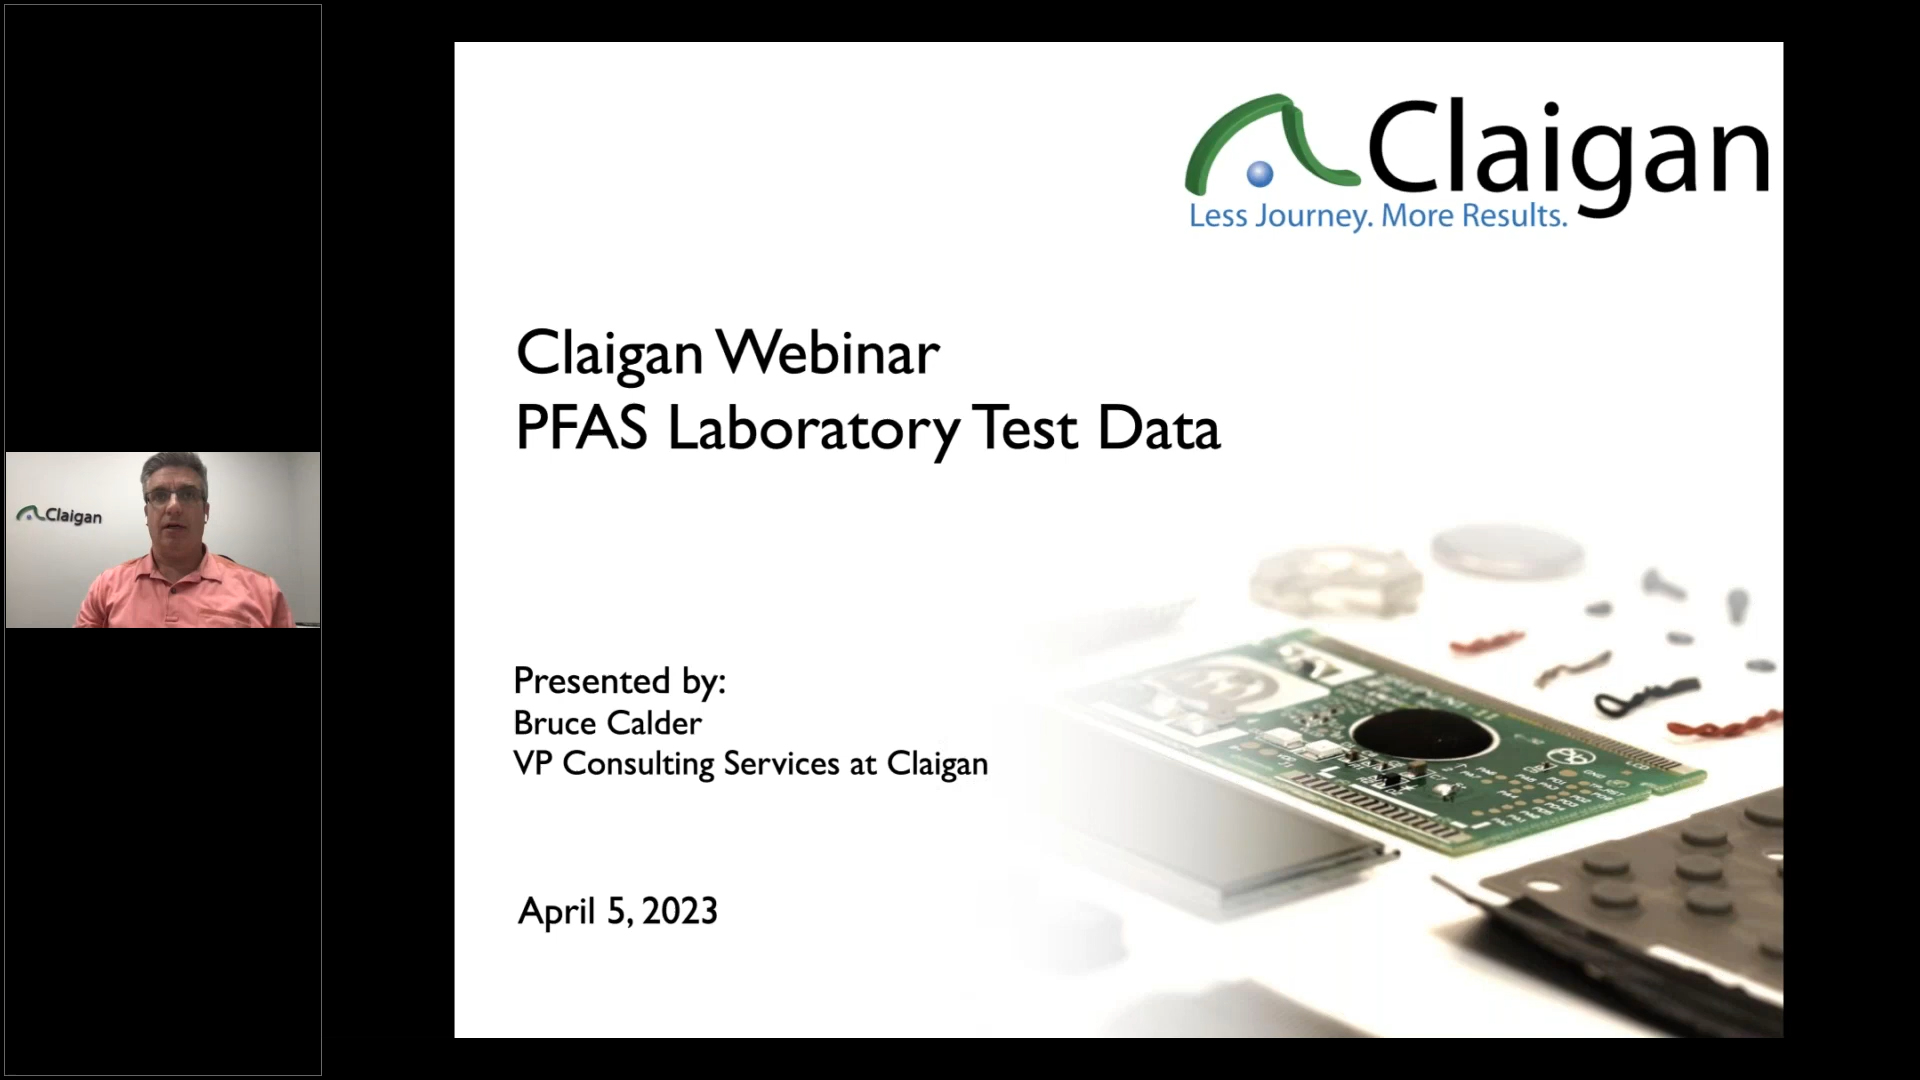 Claigan
Less Journey. More Results.
Claigan Webinar
PFAS Laboratory Test Data
Claigan
Presented by:
Bruce Calder
VP Consulting Services at Claigan
April 5, 2023